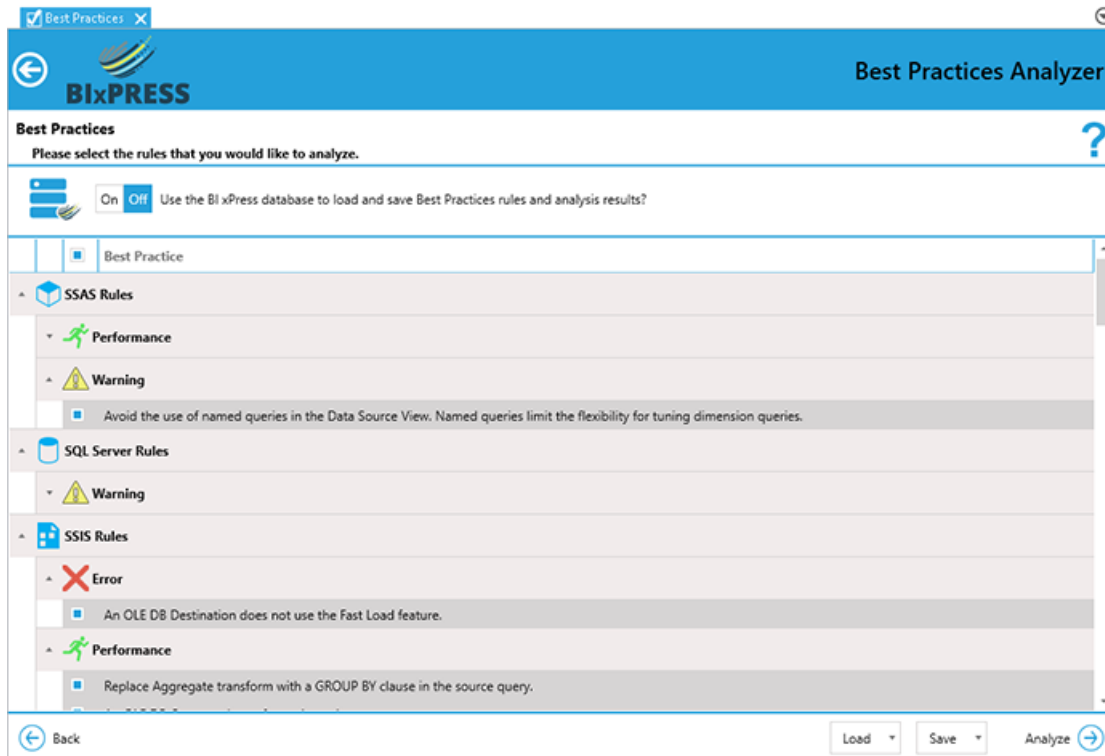 Best Practices
BIxPRESS
Best Practices Analyzer
Best Practices
?
Please select the rules that you would like to analyze.
On Off Use the BI xPress database to load and save Best Practices rules and analysis results?
Best Practice
SSAS Rules
Performance
Warning
Avoid the use of named queries in the Data Source View. Named queries limit the flexibility for tuning dimension queries.
SQL Server Rules
Warning
SSIS Rules
Error
An OLE DB Destination does not use the Fast Load feature.
Performance
Replace Aggregate transform with a GROUP BY clause in the source query.
Back
Load
Save
Analyze